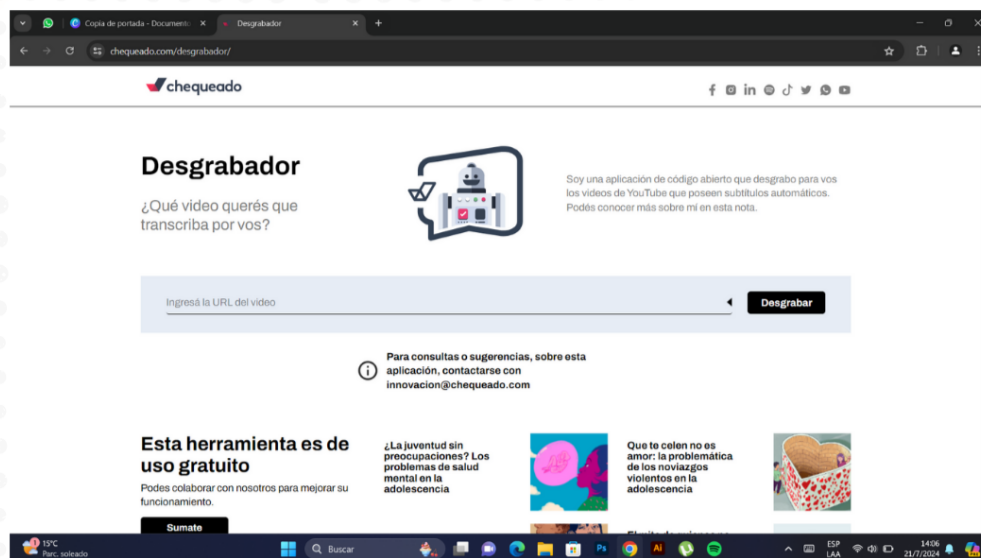 Copia de portada - Documento
Desgrabador
chequeado.com/desgrabador/
chequeado
Desgrabador
¿Qué video querés que
transcriba por vos?
Soy una aplicación de código abierto que desgrabo para vos
los videos de YouTube que poseen subtítulos automáticos.
Podés conocer más sobre mí en esta nota.
Ingresá la URL del video
Desgrabar
Para consultas o sugerencias, sobre esta
aplicación, contactarse con
innovacion@chequeado.com
Esta herramienta es de
uso gratuito
Podes colaborar con nosotros para mejorar su
funcionamiento.
Sumate
¿La juventud sin
preocupaciones? Los
problemas de salud
mental en la
adolescencia
Que te celen no es
amor: la problemática
de los noviazgos
violentos en la
adolescencia
15°C
Parc. soleado
Buscar
Ps
Ai
ESP
LAA
14:06
21/7/2024